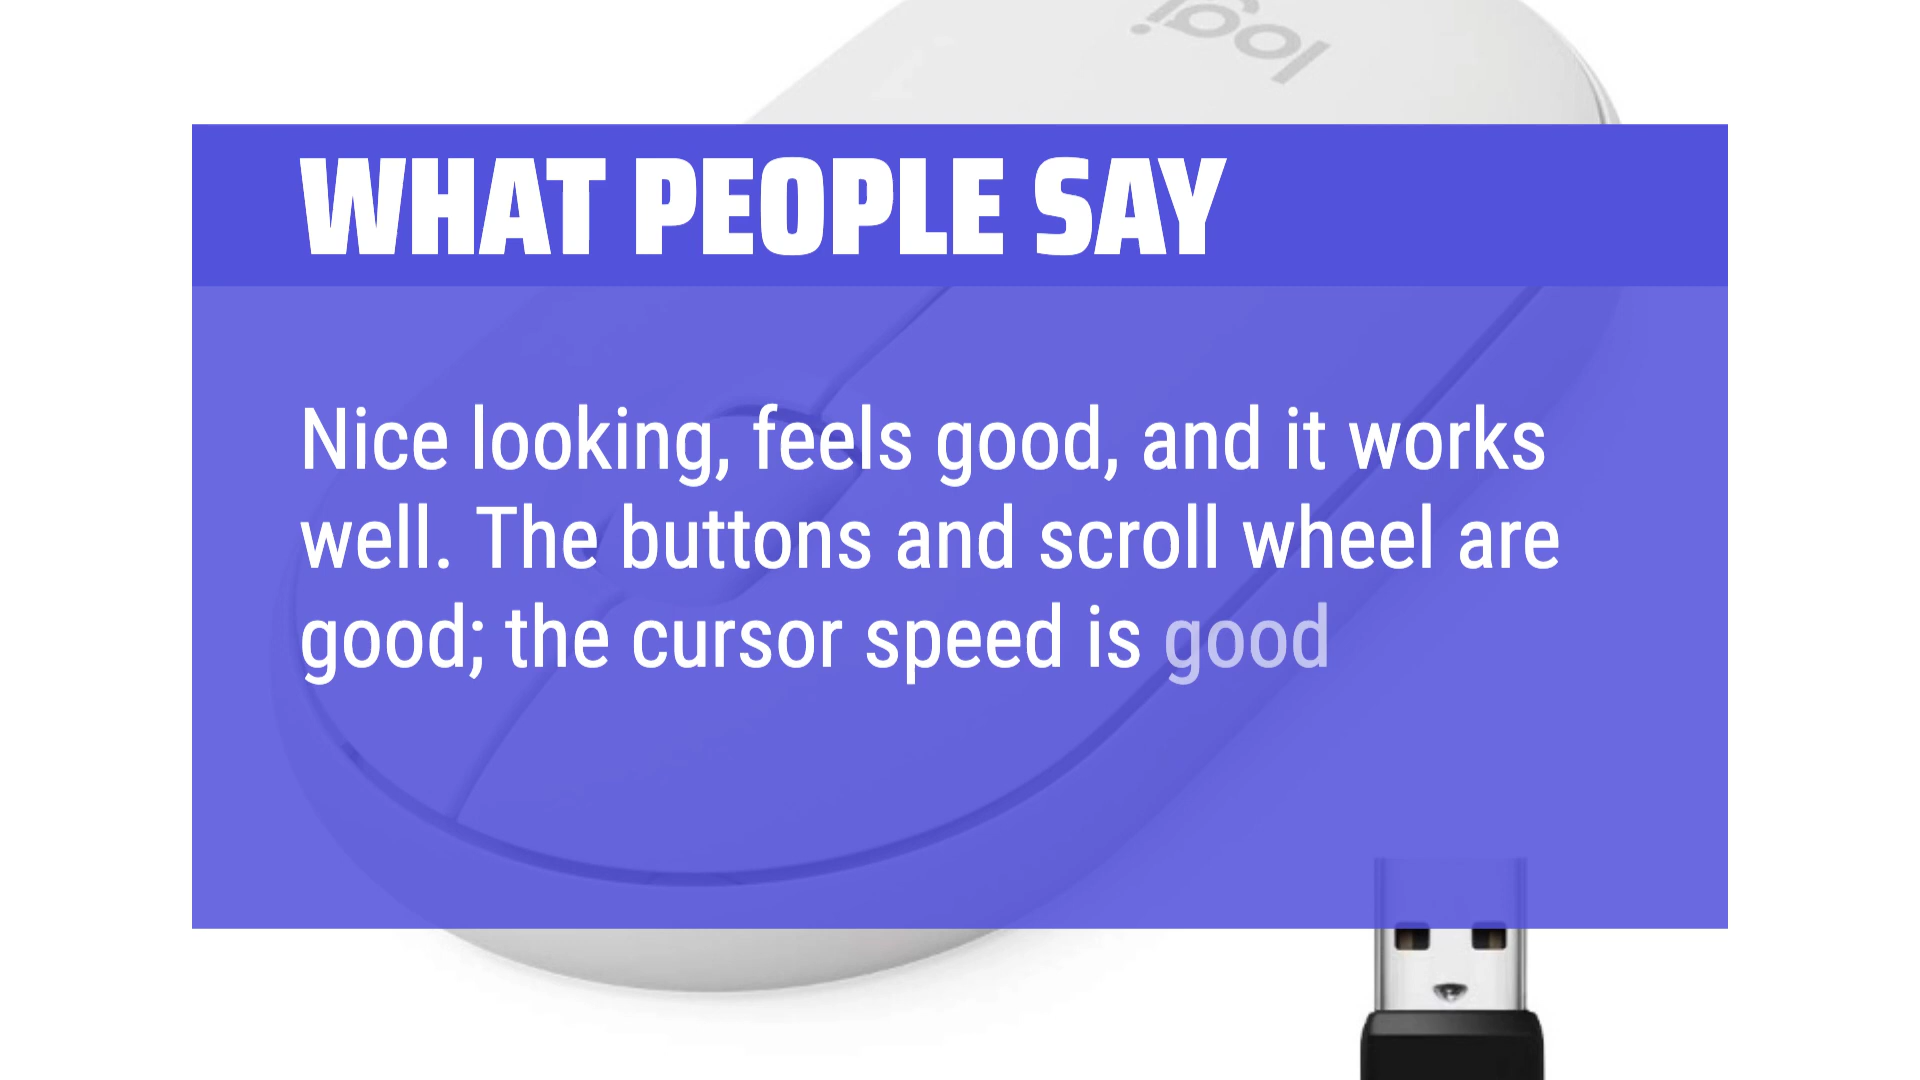 logi
WHAT PEOPLE SAY
Nice looking, feels good, and it works
well. The buttons and scroll wheel are
good; the cursor speed is good